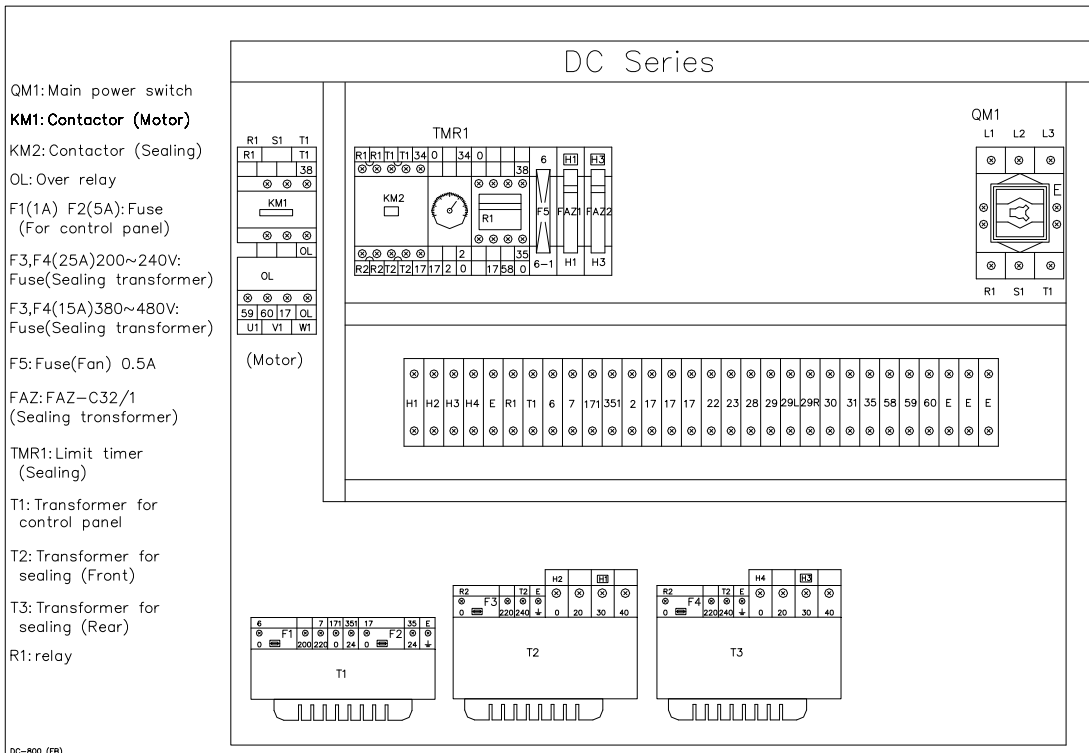 DC Series
QM1: Main power switch
KM1: Contactor (Motor)
KM2: Contactor (Sealing)
OL: Over relay
F1(1A) F2(5A): Fuse
(For control panel)
F3,F4(25A)200~240V:
Fuse(Sealing transformer)
F3,F4(15A)380~480V:
Fuse(Sealing transformer)
F5: Fuse(Fan) 0.5A
FAZ: FAZ-C32/1
(Sealing tronsformer)
TMR1: Limit timer
(Sealing)
T1: Transformer for
control panel
T2: Transformer for
sealing (Front)
T3: Transformer for
sealing (Rear)
R1: relay
R1 S1 T1
R1 T1
38
KM1
OL
OL
59 60 17 OL
U1 V1 W1
(Motor)
TMR1
R1 R1 T1 T1 34 0 34 0 6 H1 H3
38
KM2 R1 F5 FAZ1 FAZ2
2 35
R2 R2 T2 T2 17 17 2 0 17 58 0 6-1 H1 H3
QM1
L1 L2 L3
E
R1 S1 T1
H1 H2 H3 H4 E R1 T1 6 7 171 351 2 17 17 17 22 23 28 29 29L 29R 30 31 35 58 59 60 E E E
6 7 171 351 17 35 E
F1 F2
0 200 220 0 24 0 24
T1
H2 H1
R2 T2 E
F3
0 220 240 0 20 30 40
T2
H4 H3
R2 T2 E
F4
0 220 240 0 20 30 40
T3
DC-800 (FB)